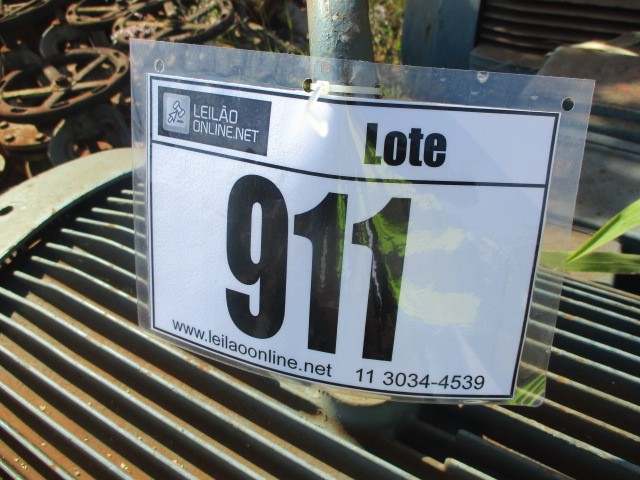 LEILÃO
ONLINE.NET
Lote
911
www.leilaoonline.net
11 3034-4539